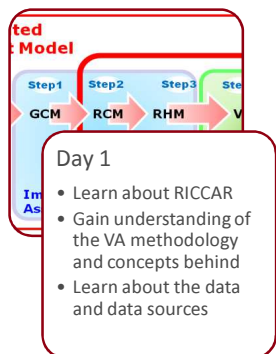 ted
t Model
Step1 Step2 Step3 Ste
GCM RCM RHM V
Im
As
Day 1
• Learn about RICCAR
• Gain understanding of
the VA methodology
and concepts behind
• Learn about the data
and data sources